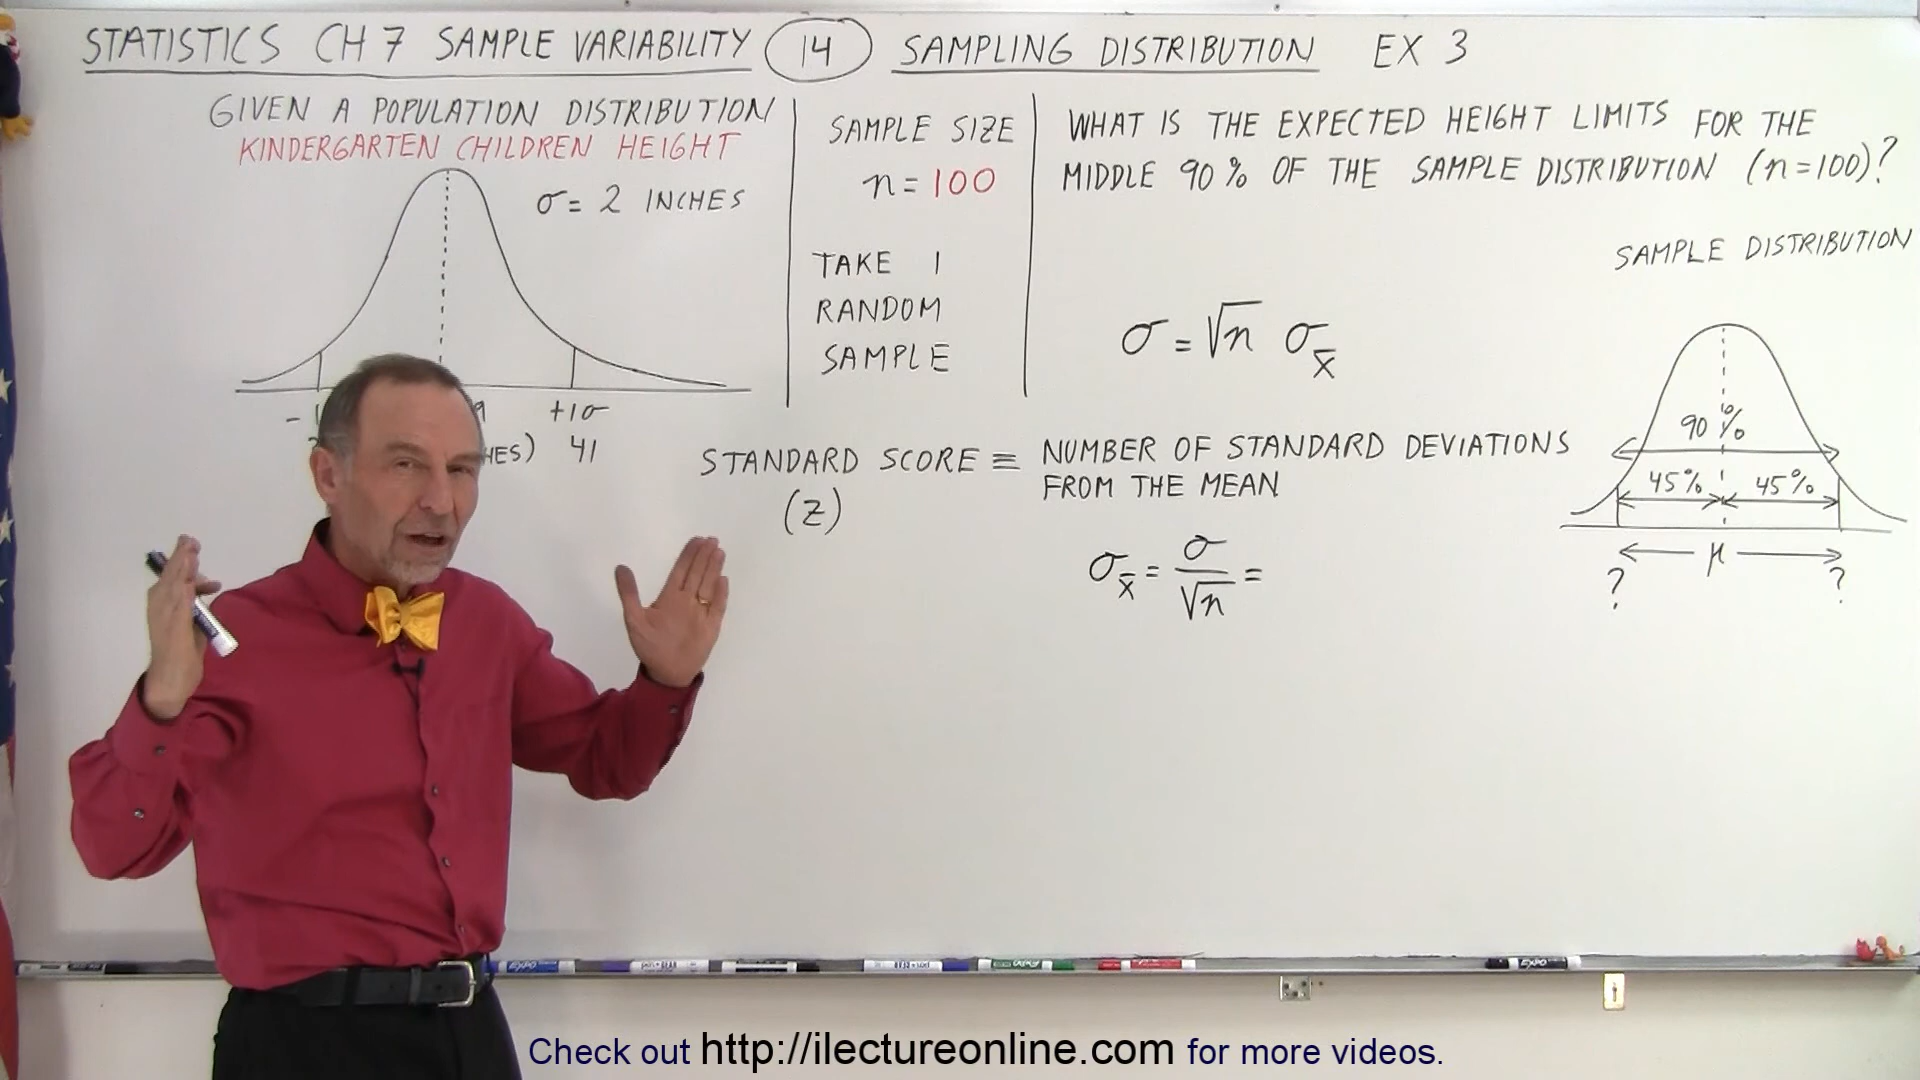 STATISTICS CH 7 SAMPLE VARIABILITY 14 SAMPLING DISTRIBUTION EX 3
GIVEN A POPULATION DISTRIBUTION
KINDERGARTEN CHILDREN HEIGHT
σ = 2 INCHES
+1σ
41
SAMPLE SIZE
n = 100
TAKE 1
RANDOM
SAMPLE
WHAT IS THE EXPECTED HEIGHT LIMITS FOR THE
MIDDLE 90% OF THE SAMPLE DISTRIBUTION (n=100)?
SAMPLE DISTRIBUTION
σ = √n σx̄
STANDARD SCORE ≡ NUMBER OF STANDARD DEVIATIONS
(Z) FROM THE MEAN
σx̄ = σ/√n =
90%
45% 45%
? μ ?
EXPO
Check out http://ilectureonline.com for more videos.